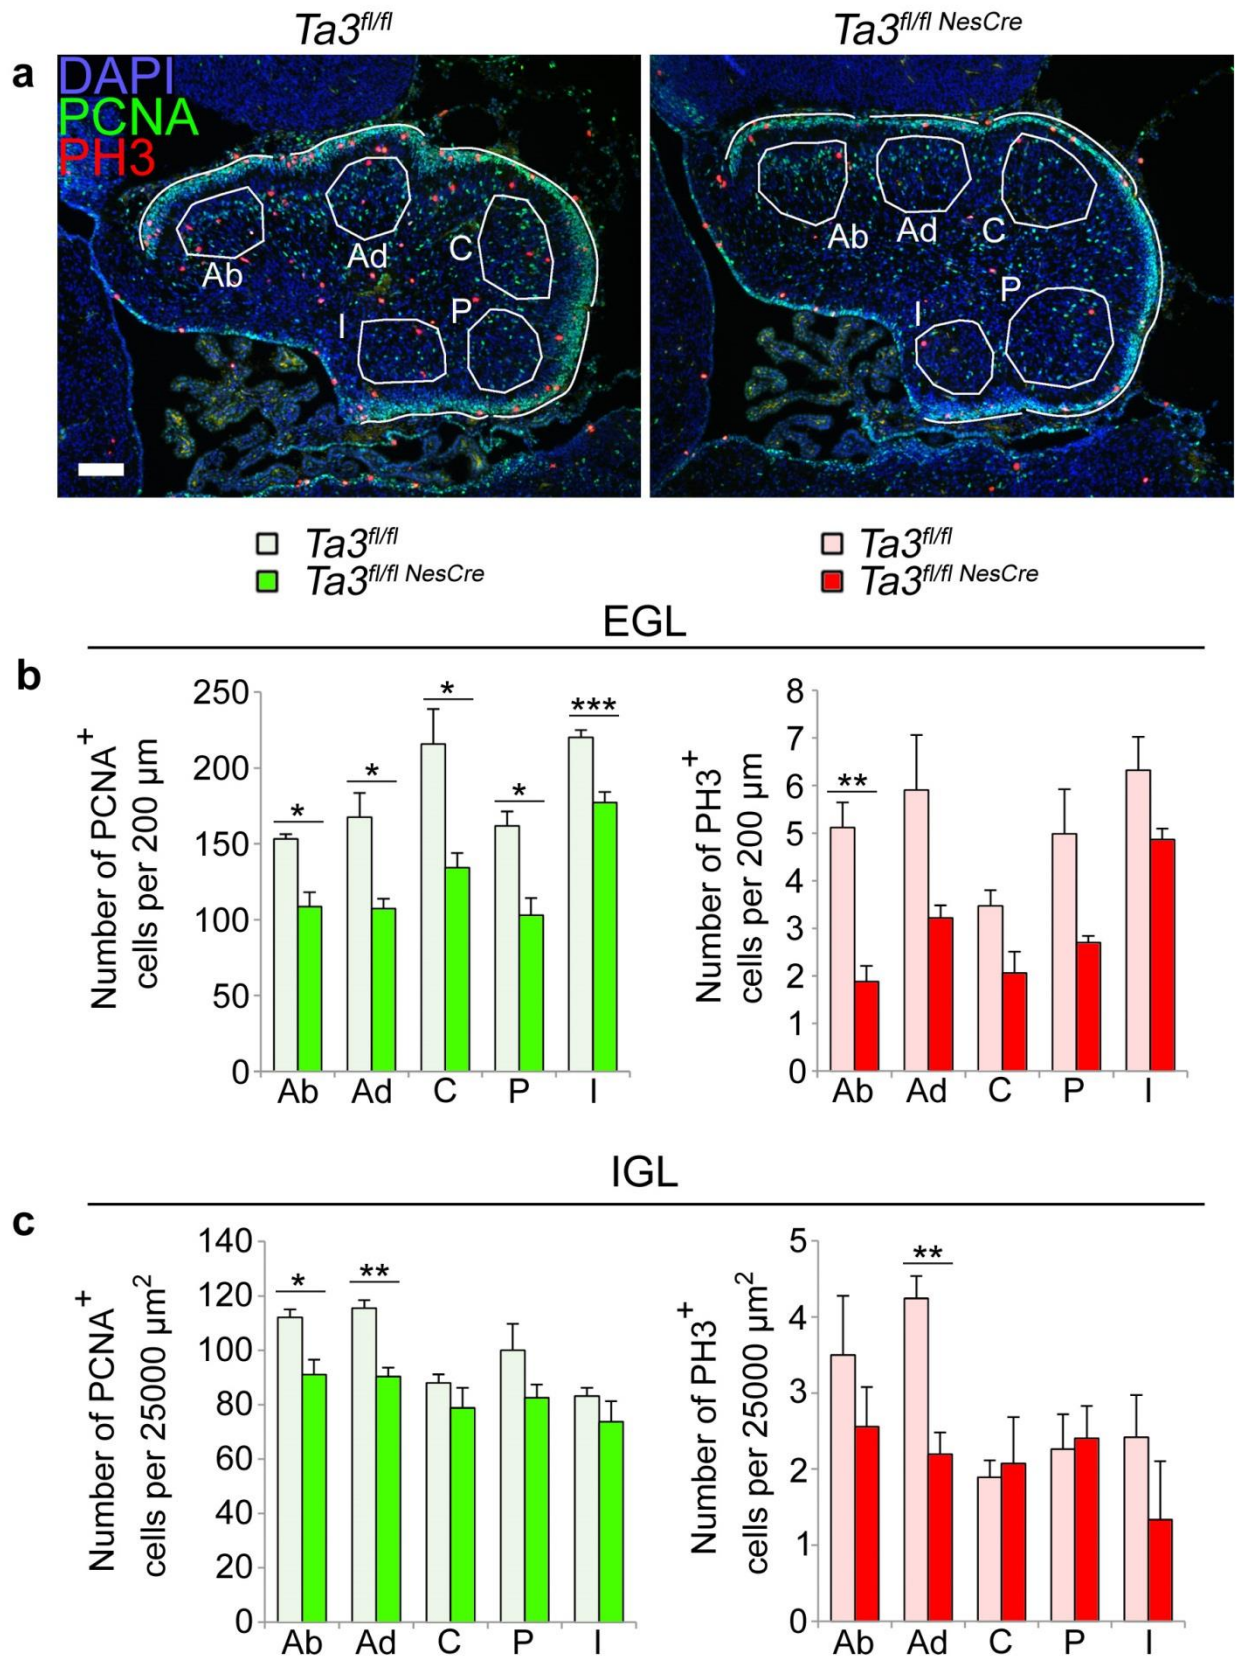 Ta3fl/fl
Ta3fl/fl NesCre
a
DAPI
PCNA
PH3
Ab
Ad
C
I
P
Ab
Ad
C
P
I
Ta3fl/fl
Ta3fl/fl NesCre
Ta3fl/fl
Ta3fl/fl NesCre
EGL
b
Number of PCNA+
cells per 200 µm
250
200
150
100
50
0
*
*
*
*
***
Ab Ad C P I
Number of PH3+
cells per 200 µm
8
7
6
5
4
3
2
1
0
**
Ab Ad C P I
IGL
c
Number of PCNA+
cells per 25000 µm2
140
120
100
80
60
40
20
0
*
**
Ab Ad C P I
Number of PH3+
cells per 25000 µm2
5
4
3
2
1
0
**
Ab Ad C P I